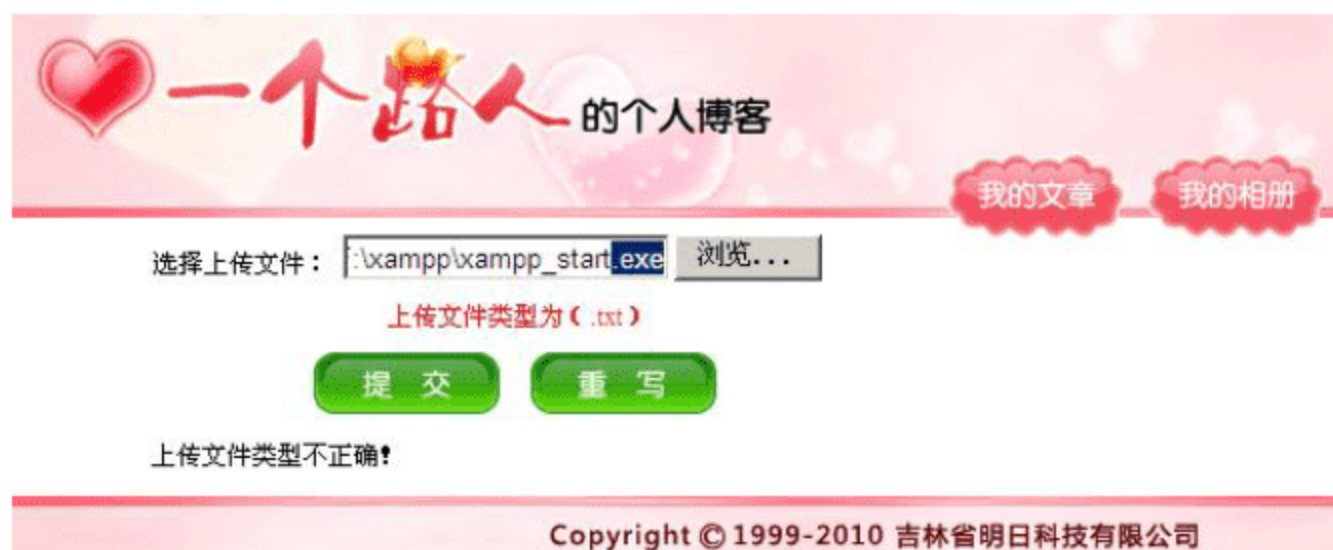 一个路人的个人博客
我的文章 我的相册
选择上传文件： :\xampp\xampp_start.exe 浏览...
上传文件类型为（.txt）
提 交 重 写
上传文件类型不正确！
Copyright © 1999-2010 吉林省明日科技有限公司